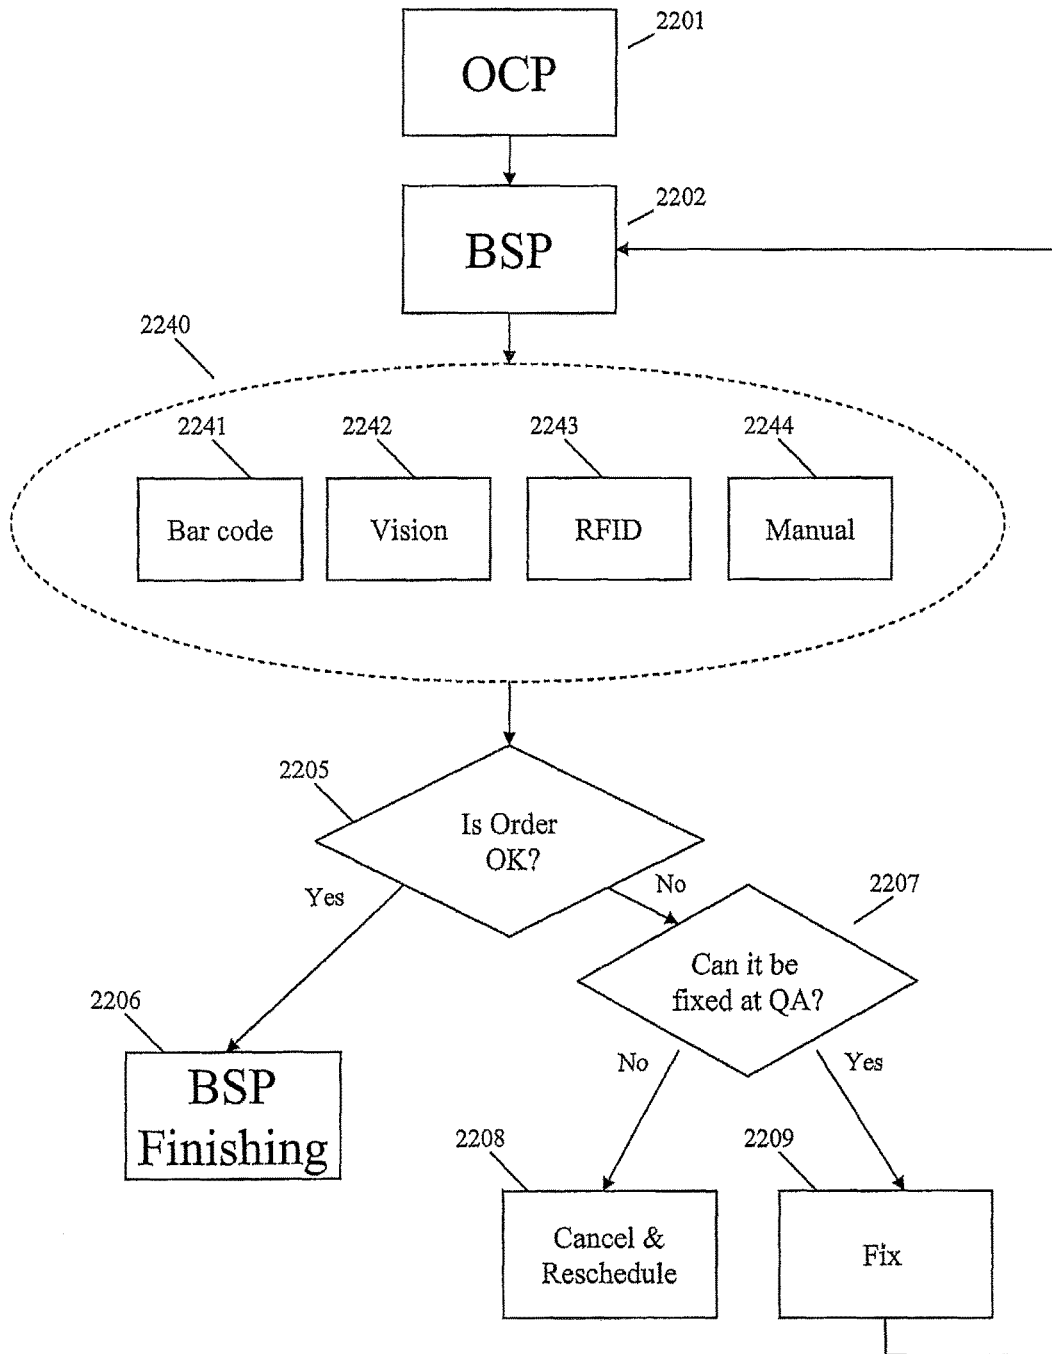 2201
OCP
2202
BSP
2240
2241
2242
2243
2244
Bar code
Vision
RFID
Manual
2205
Is Order
OK?
Yes
No
2207
Can it be
fixed at QA?
2206
BSP
Finishing
No
Yes
2208
2209
Cancel &
Reschedule
Fix